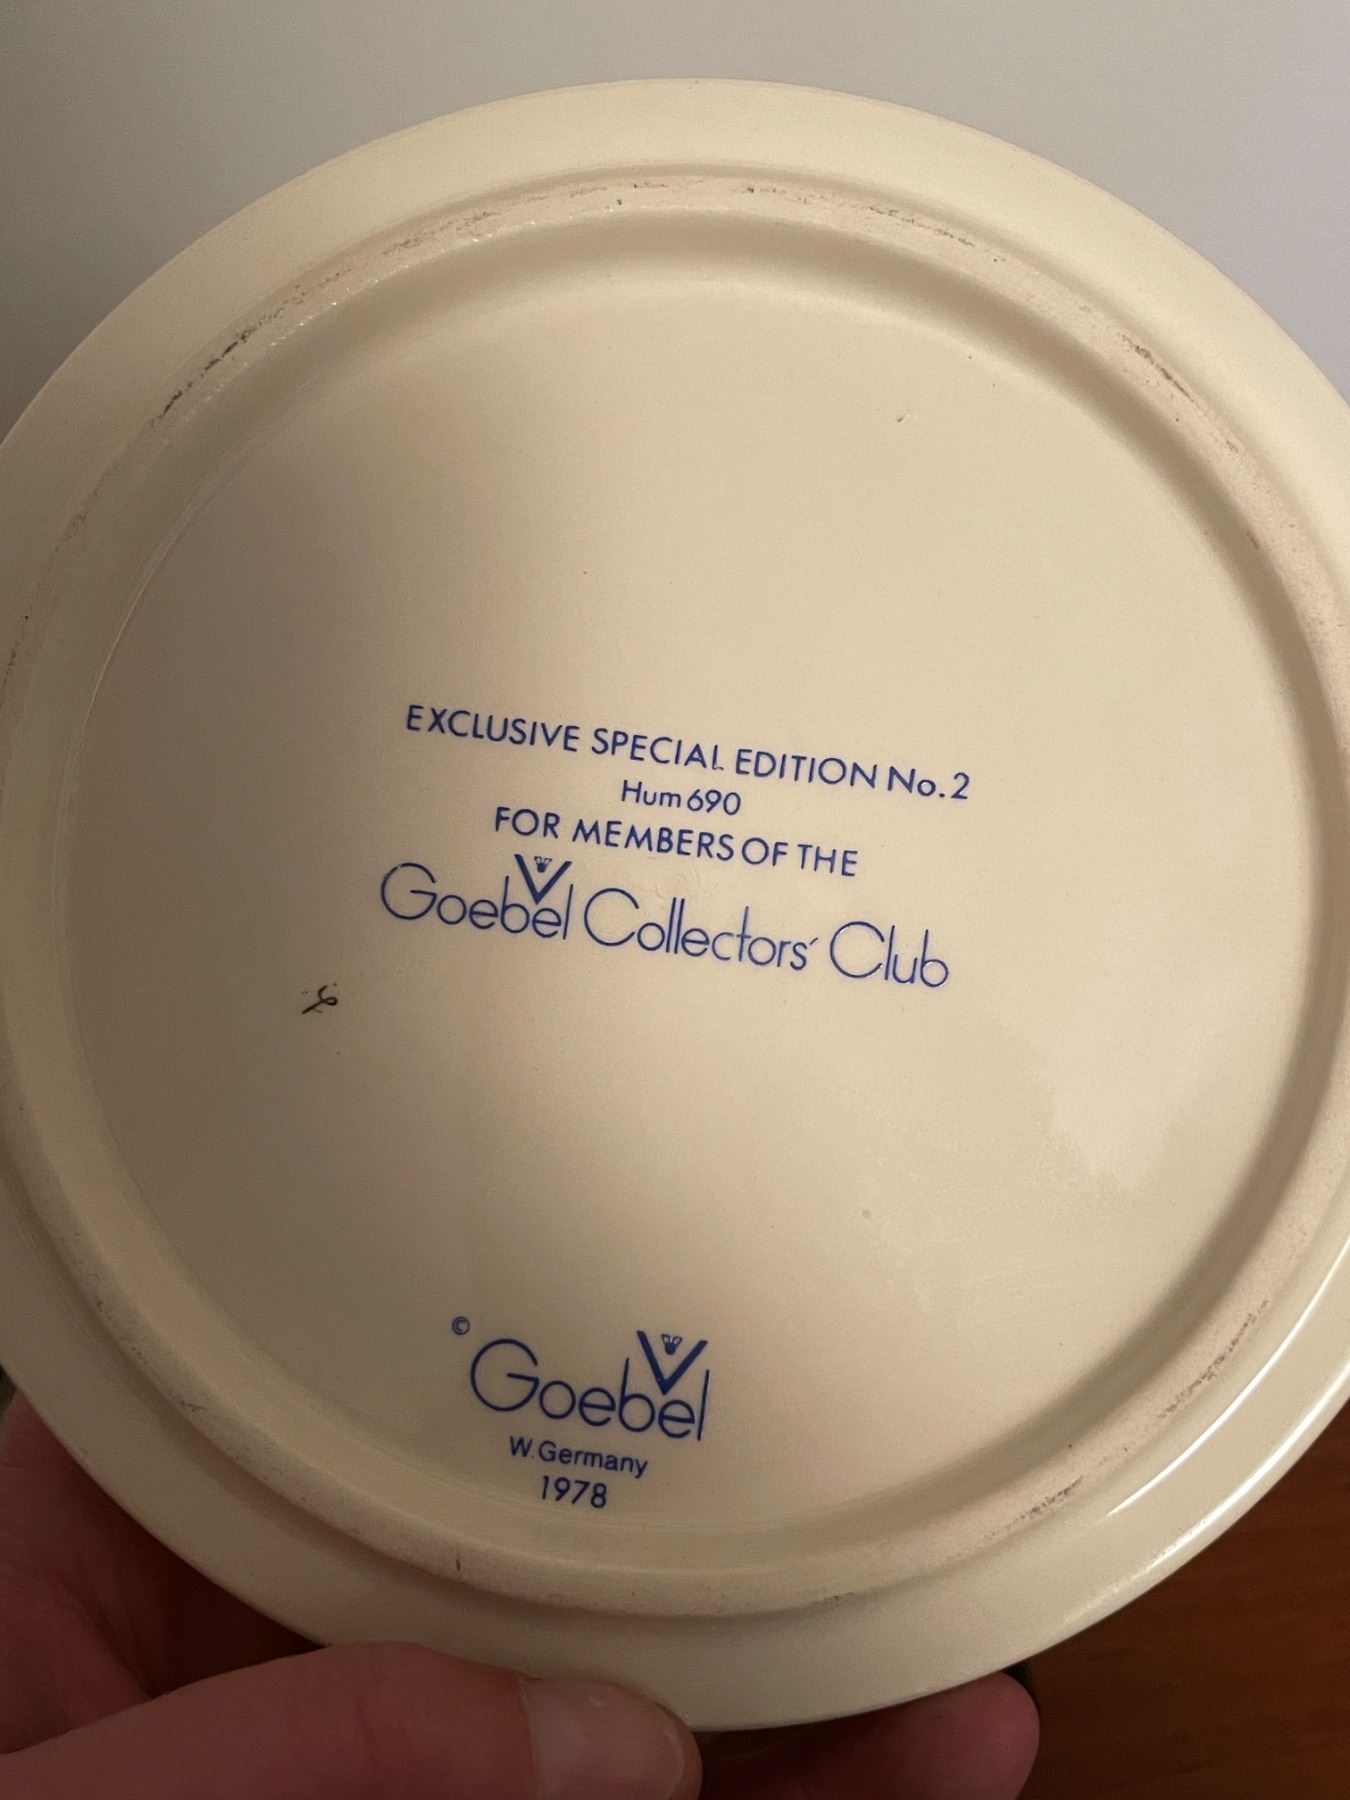 EXCLUSIVE SPECIAL EDITION No. 2
Hum 690
FOR MEMBERS OF THE
Goebel Collectors' Club
© Goebel
W. Germany
1978